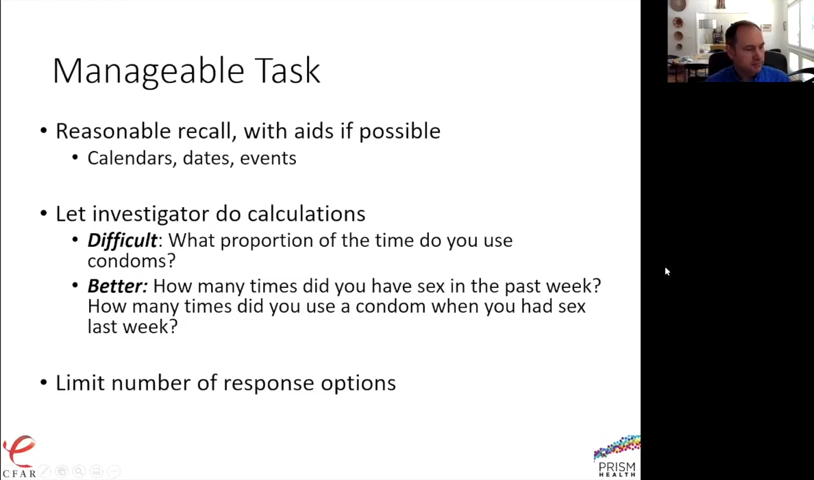 Manageable Task
• Reasonable recall, with aids if possible
• Calendars, dates, events
• Let investigator do calculations
• Difficult: What proportion of the time do you use
condoms?
• Better: How many times did you have sex in the past week?
How many times did you use a condom when you had sex
last week?
• Limit number of response options
CFAR
PRISM
HEALTH